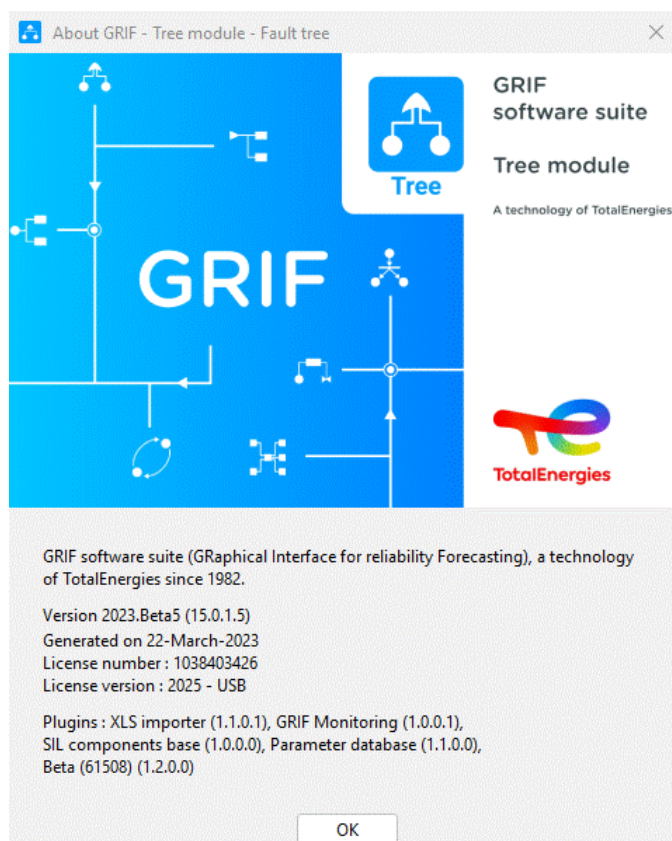 About GRIF - Tree module - Fault tree
GRIF
software suite
Tree module
A technology of TotalEnergies
Tree
GRIF
TotalEnergies
GRIF software suite (GRaphical Interface for reliability Forecasting), a technology
of TotalEnergies since 1982.
Version 2023.Beta5 (15.0.1.5)
Generated on 22-March-2023
License number : 1038403426
License version : 2025 - USB
Plugins : XLS importer (1.1.0.1), GRIF Monitoring (1.0.0.1),
SIL components base (1.0.0.0), Parameter database (1.1.0.0),
Beta (61508) (1.2.0.0)
OK